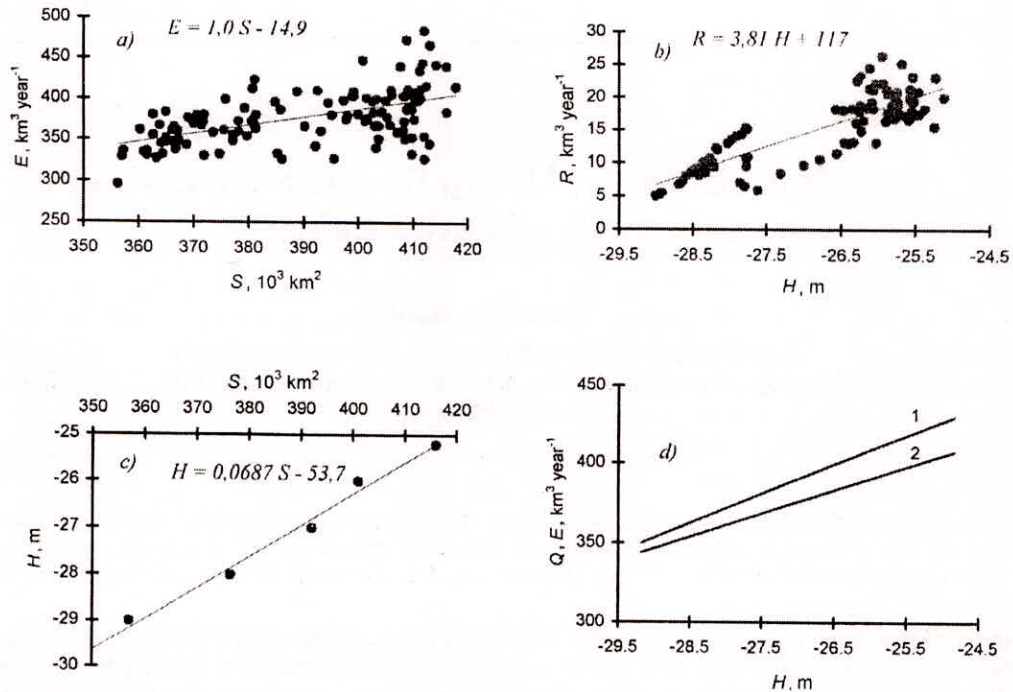 a) E = 1,0 S - 14,9
500
450
400
350
300
250
E, km³ year⁻¹
350 360 370 380 390 400 410 420
S, 10³ km²
b) R = 3,81 H + 117
30
25
20
15
10
5
0
R, km³ year⁻¹
-29.5 -28.5 -27.5 -26.5 -25.5 -24.5
H, m
S, 10³ km²
350 360 370 380 390 400 410 420
c) H = 0,0687 S - 53,7
-25
-26
-27
-28
-29
-30
H, m
d)
1
2
450
400
350
300
Q, E, km³ year⁻¹
-29.5 -28.5 -27.5 -26.5 -25.5 -24.5
H, m